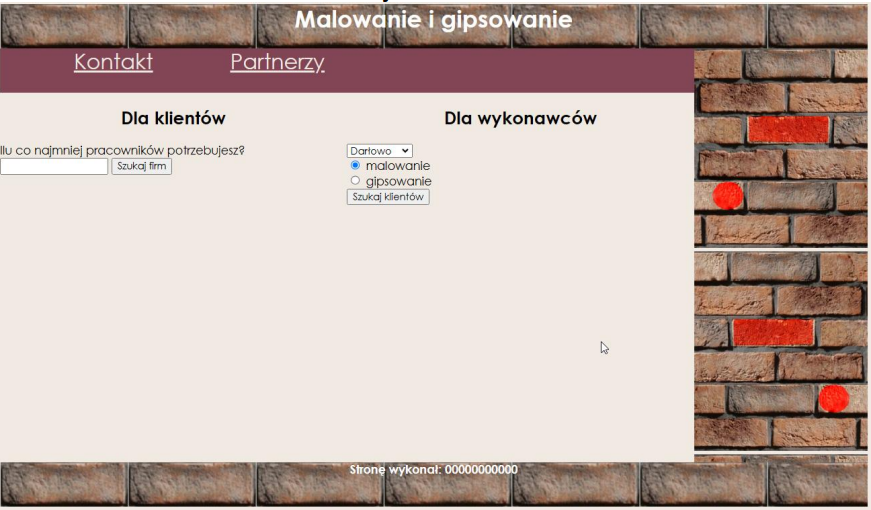 Malowanie i gipsowanie
Kontakt Partnerzy
Dla klientów
Ilu co najmniej pracowników potrzebujesz?
Szukaj firm
Dla wykonawców
Darłowo
malowanie
gipsowanie
Szukaj klientów
Stronę wykonał: 00000000000